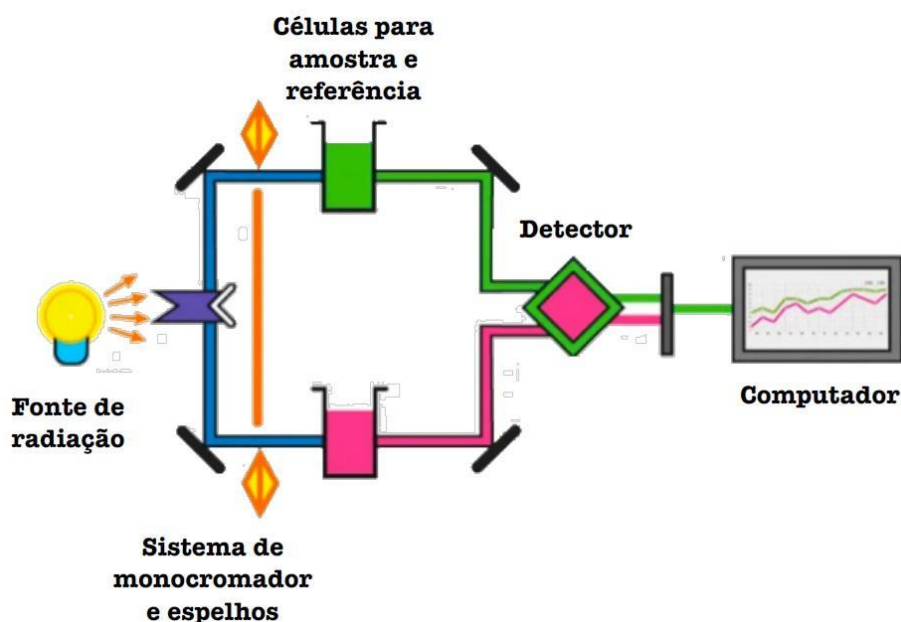 Células para
amostra e
referência
Detector
Fonte de
radiação
Computador
Sistema de
monocromador
e espelhos